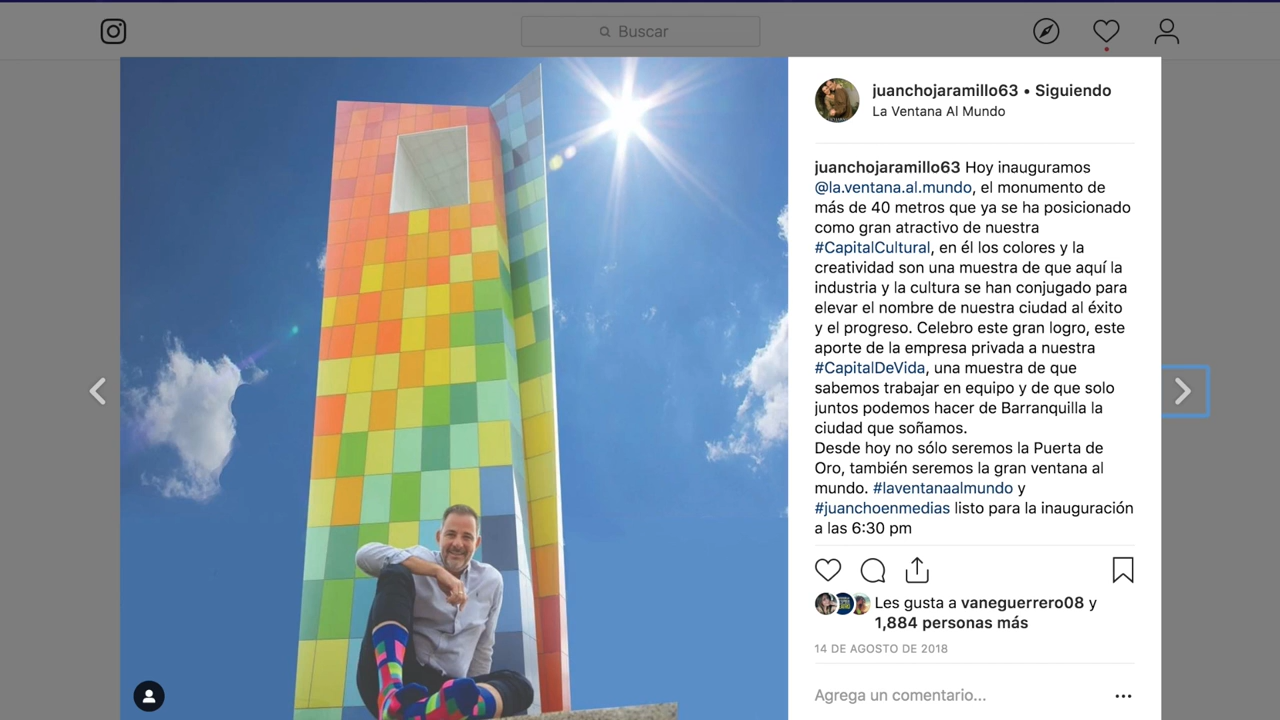 Buscar
juanchojaramillo63 • Siguiendo
La Ventana Al Mundo
juanchojaramillo63 Hoy inauguramos
@la.ventana.al.mundo, el monumento de
más de 40 metros que ya se ha posicionado
como gran atractivo de nuestra
#CapitalCultural, en él los colores y la
creatividad son una muestra de que aquí la
industria y la cultura se han conjugado para
elevar el nombre de nuestra ciudad al éxito
y el progreso. Celebro este gran logro, este
aporte de la empresa privada a nuestra
#CapitalDeVida, una muestra de que
sabemos trabajar en equipo y de que solo
juntos podemos hacer de Barranquilla la
ciudad que soñamos.
Desde hoy no sólo seremos la Puerta de
Oro, también seremos la gran ventana al
mundo. #laventanaalmundo y
#juanchoenmedias listo para la inauguración
a las 6:30 pm
Les gusta a vaneguerrero08 y
1,884 personas más
14 DE AGOSTO DE 2018
Agrega un comentario...